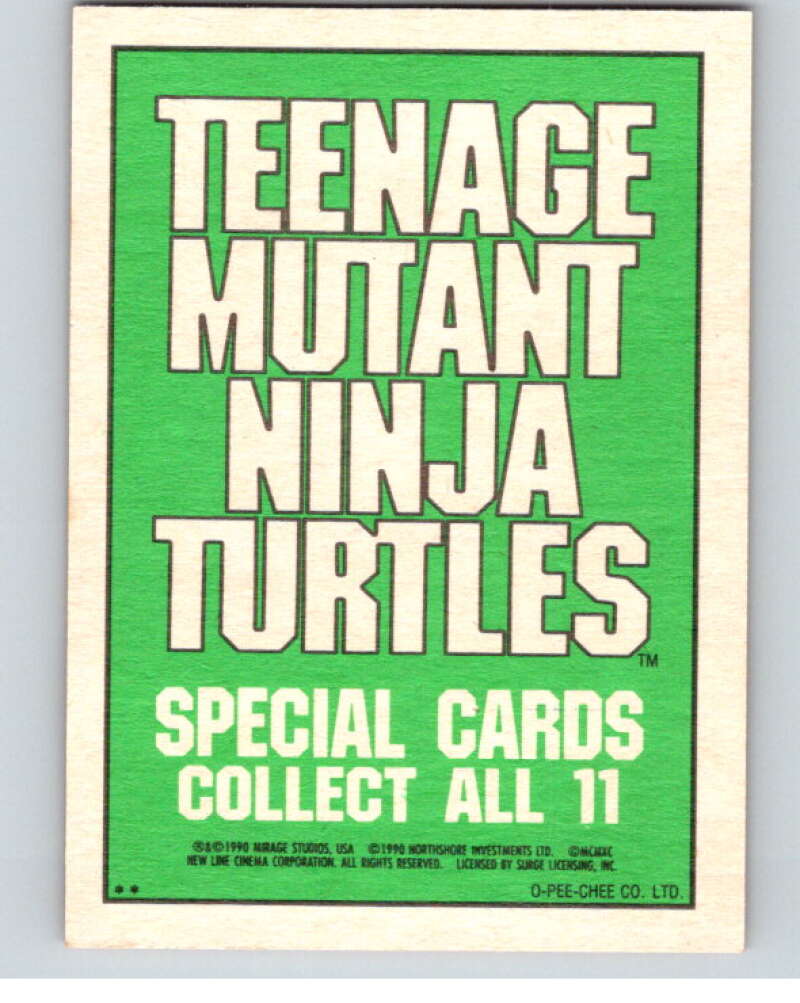 TEENAGE
MUTANT
NINJA
TURTLES
TM
SPECIAL CARDS
COLLECT ALL 11
®&©1990 MIRAGE STUDIOS, USA ©1990 NORTHSHORE INVESTMENTS LTD. ©MCMXC
NEW LINE CINEMA CORPORATION. ALL RIGHTS RESERVED. LICENSED BY SURGE LICENSING, INC.
** O-PEE-CHEE CO. LTD.